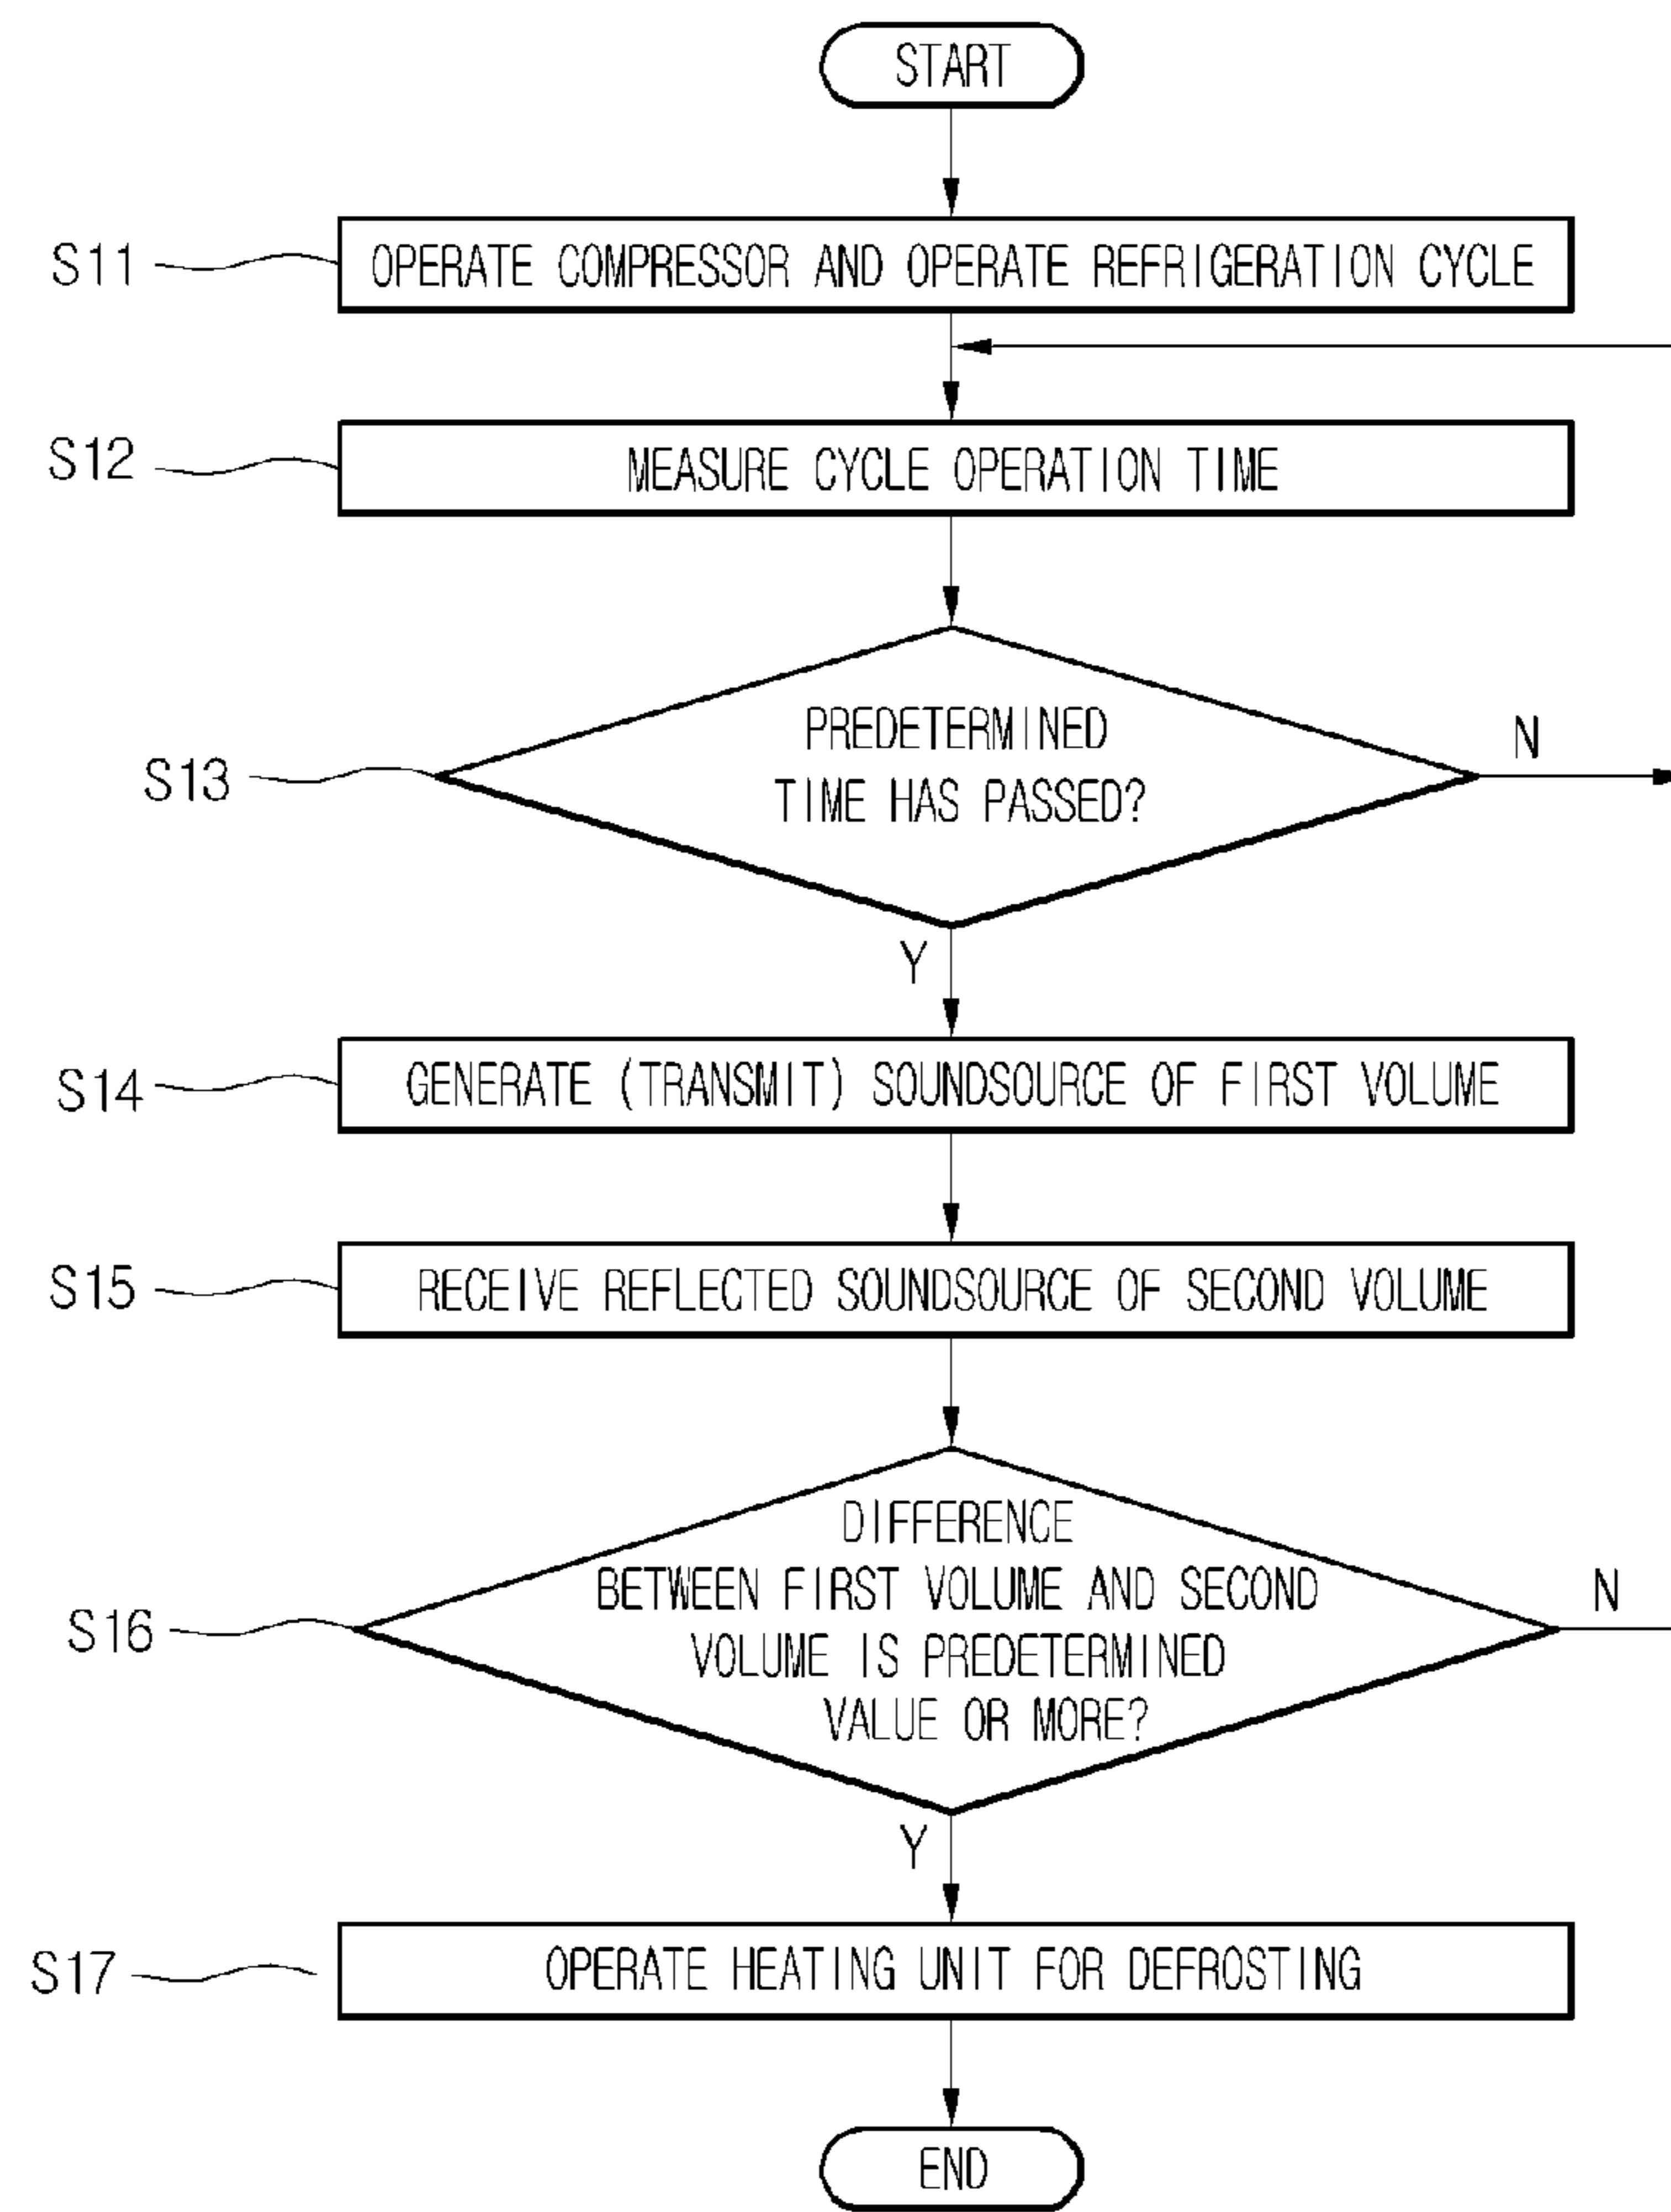 START
S11
OPERATE COMPRESSOR AND OPERATE REFRIGERATION CYCLE
S12
MEASURE CYCLE OPERATION TIME
S13
PREDETERMINED
TIME HAS PASSED?
N
Y
S14
GENERATE (TRANSMIT) SOUNDSOURCE OF FIRST VOLUME
S15
RECEIVE REFLECTED SOUNDSOURCE OF SECOND VOLUME
S16
DIFFERENCE
BETWEEN FIRST VOLUME AND SECOND
VOLUME IS PREDETERMINED
VALUE OR MORE?
N
Y
S17
OPERATE HEATING UNIT FOR DEFROSTING
END